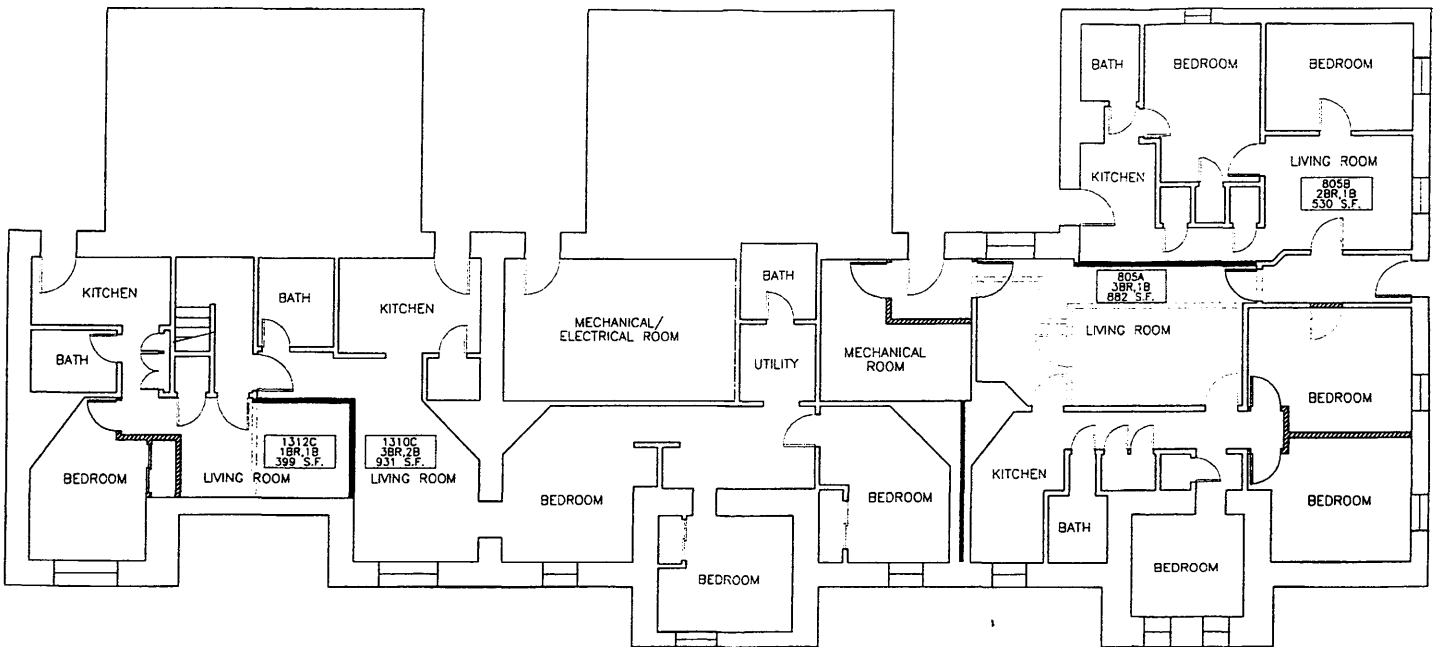 BATH
BEDROOM
BEDROOM
KITCHEN
LIVING ROOM
805B
2BR,1B
530 S.F.
KITCHEN
BATH
KITCHEN
BATH
MECHANICAL/
ELECTRICAL ROOM
BATH
UTILITY
MECHANICAL
ROOM
805A
3BR,1B
882 S.F.
LIVING ROOM
BEDROOM
BEDROOM
1312C
1BR,1B
399 S.F.
LIVING ROOM
1310C
3BR,2B
931 S.F.
LIVING ROOM
BEDROOM
BEDROOM
BEDROOM
KITCHEN
BATH
BEDROOM
BEDROOM